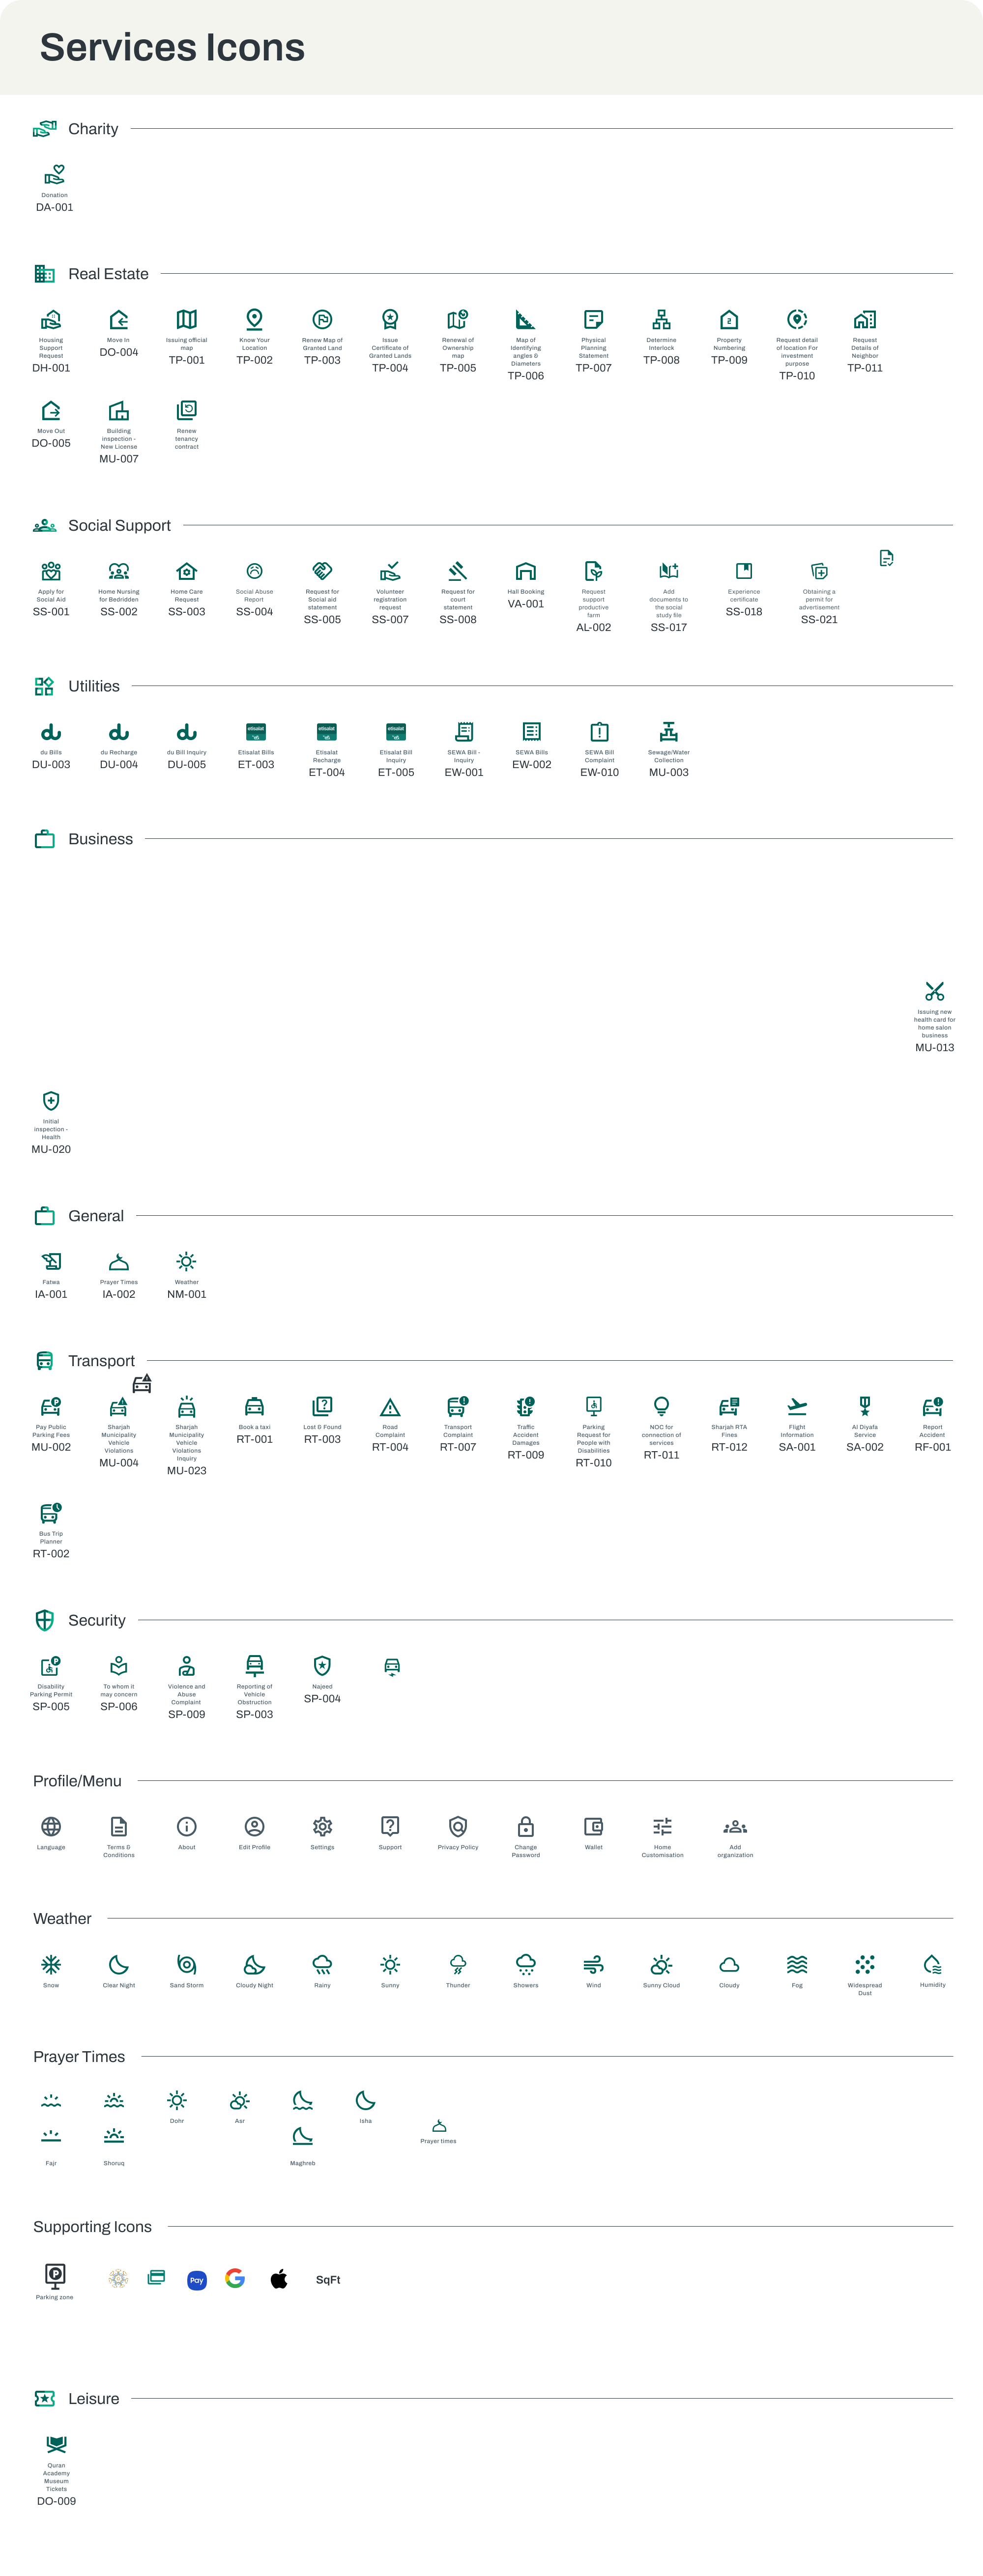 Services Icons
Charity
Donation
DA-001
Real Estate
Housing
Support
Request
DH-001
Move In
DO-004
Issuing official
map
TP-001
Know Your
Location
TP-002
Renew Map of
Granted Land
TP-003
Issue
Certificate of
Granted Lands
TP-004
Renewal of
Ownership
map
TP-005
Map of
Identifying
angles &
Diameters
TP-006
Physical
Planning
Statement
TP-007
Determine
Interlock
TP-008
Property
Numbering
TP-009
Request detail
of location For
investment
purpose
TP-010
Request
Details of
Neighbor
TP-011
Move Out
DO-005
Building
inspection -
New License
MU-007
Renew
tenancy
contract
Social Support
Apply for
Social Aid
SS-001
Home Nursing
for Bedridden
SS-002
Home Care
Request
SS-003
Social Abuse
Report
SS-004
Request for
Social aid
statement
SS-005
Volunteer
registration
request
SS-007
Request for
court
statement
SS-008
Hall Booking
VA-001
Request
support
productive
farm
AL-002
Add
documents to
the social
study file
SS-017
Experience
certificate
SS-018
Obtaining a
permit for
advertisement
SS-021
Utilities
du Bills
DU-003
du Recharge
DU-004
du Bill Inquiry
DU-005
etisalat
Etisalat Bills
ET-003
etisalat
Etisalat
Recharge
ET-004
etisalat
Etisalat Bill
Inquiry
ET-005
SEWA Bill -
Inquiry
EW-001
SEWA Bills
EW-002
SEWA Bill
Complaint
EW-010
Sewage/Water
Collection
MU-003
Business
Issuing new
health card for
home salon
business
MU-013
Initial
inspection -
Health
MU-020
General
Fatwa
IA-001
Prayer Times
IA-002
Weather
NM-001
Transport
Pay Public
Parking Fees
MU-002
Sharjah
Municipality
Vehicle
Violations
MU-004
Sharjah
Municipality
Vehicle
Violations
Inquiry
MU-023
Book a taxi
RT-001
Lost & Found
RT-003
Road
Complaint
RT-004
Transport
Complaint
RT-007
Traffic
Accident
Damages
RT-009
Parking
Request for
People with
Disabilities
RT-010
NOC for
connection of
services
RT-011
Sharjah RTA
Fines
RT-012
Flight
Information
SA-001
Al Diyafa
Service
SA-002
Report
Accident
RF-001
Bus Trip
Planner
RT-002
Security
Disability
Parking Permit
SP-005
To whom it
may concern
SP-006
Violence and
Abuse
Complaint
SP-009
Reporting of
Vehicle
Obstruction
SP-003
Najeed
SP-004
Profile/Menu
Language
Terms &
Conditions
About
Edit Profile
Settings
Support
Privacy Policy
Change
Password
Wallet
Home
Customisation
Add
organization
Weather
Snow
Clear Night
Sand Storm
Cloudy Night
Rainy
Sunny
Thunder
Showers
Wind
Sunny Cloud
Cloudy
Fog
Widespread
Dust
Humidity
Prayer Times
Dohr
Asr
Isha
Prayer times
Fajr
Shoruq
Maghreb
Supporting Icons
P
Parking zone
Pay
SqFt
Leisure
Quran
Academy
Museum
Tickets
DO-009